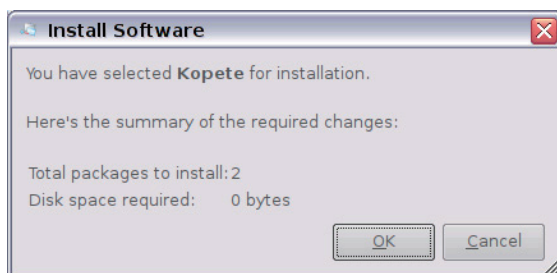 Install Software
You have selected Kopete for installation.
Here's the summary of the required changes:
Total packages to install: 2
Disk space required: 0 bytes
OK Cancel